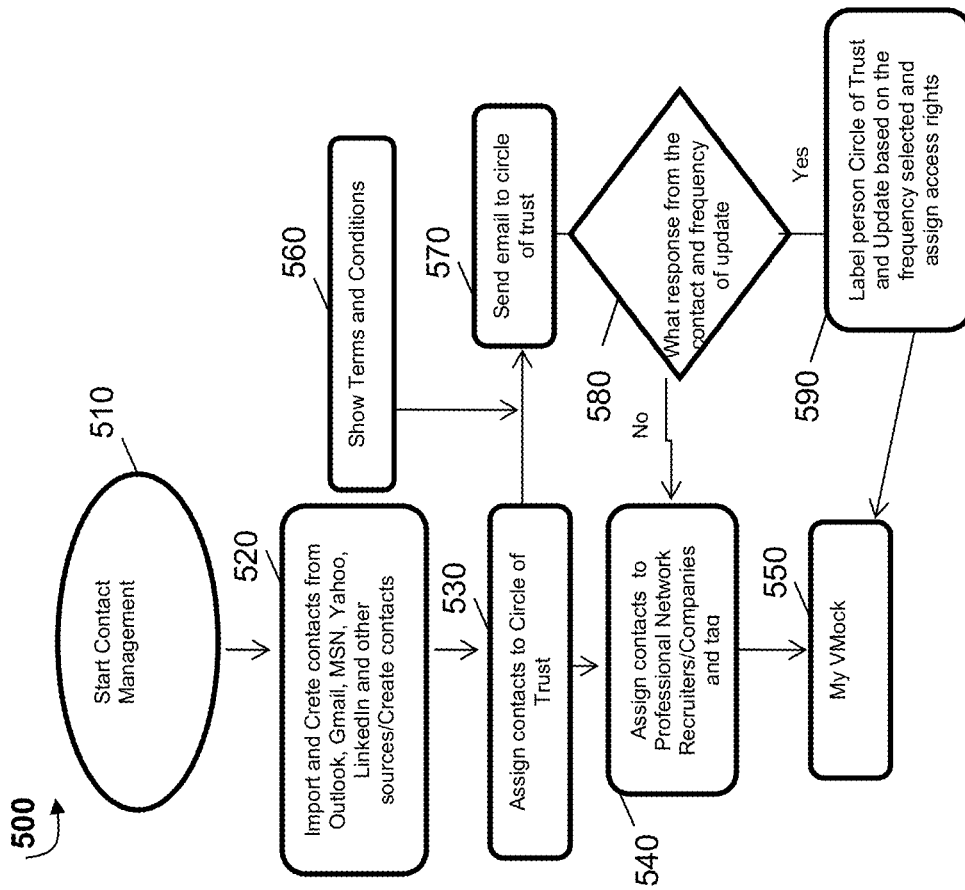 500
510
Start Contact
Management
520
Import and Crete contacts from
Outlook, Gmail, MSN, Yahoo,
LinkedIn and other
sources/Create contacts
530
Assign contacts to Circle of
Trust
540
Assign contacts to
Professional Network
Recruiters/Companies
and tag
550
My VMock
560
Show Terms and Conditions
570
Send email to circle
of trust
580
What response from the
contact and frequency
of update
No
Yes
590
Label person Circle of Trust
and Update based on the
frequency selected and
assign access rights